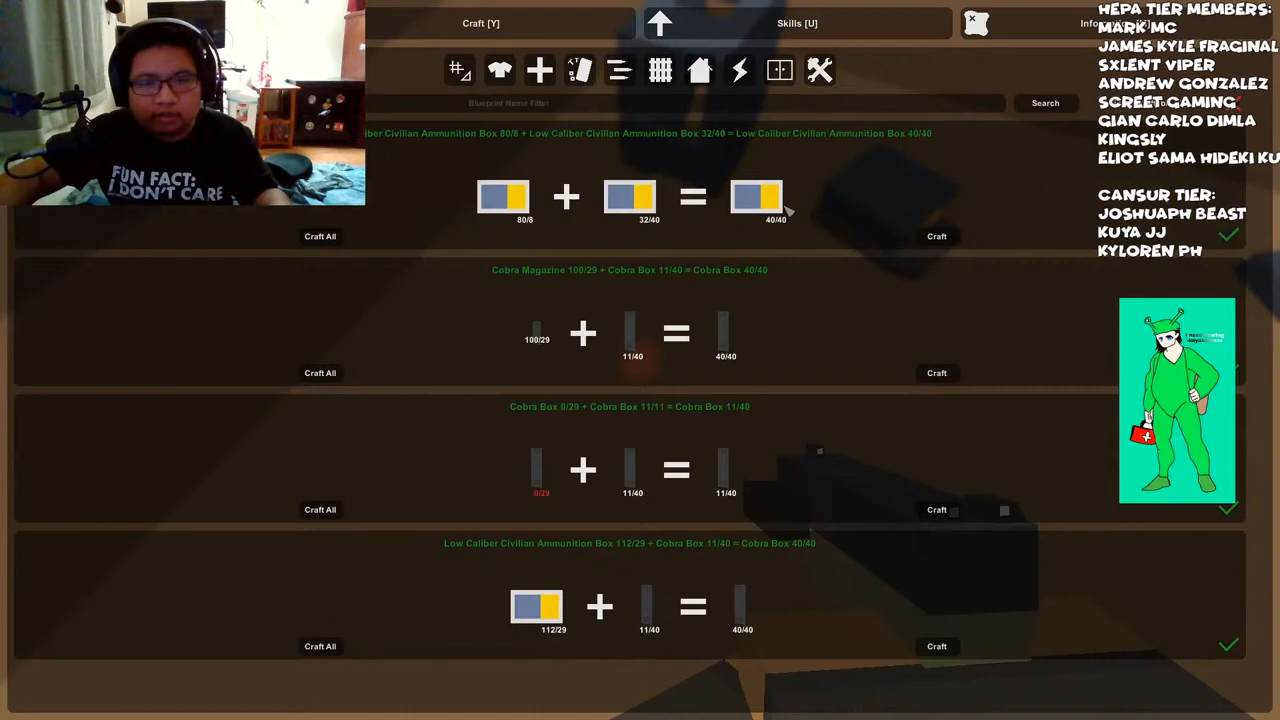 Craft [Y]
Skills [U]
HEPA TIER MEMBERS:
MARK MC
JAMES KYLE FRAGINAL
SXLENT VIPER
ANDREW GONZALEZ
SCREET GAMING
GIAN CARLO DIMLA
KINGSLY
ELIOT SAMA HIDEKI KU
CANSUR TIER:
JOSHUAPH BEAST
KUYA JJ
KYLOREN PH
FUN FACT:
I DON'T CARE
Blueprint Name Filter
Search
iber Civilian Ammunition Box 80/8 + Low Caliber Civilian Ammunition Box 32/40 = Low Caliber Civilian Ammunition Box 40/40
80/8
32/40
40/40
Craft All
Craft
Cobra Magazine 100/29 + Cobra Box 11/40 = Cobra Box 40/40
100/29
11/40
40/40
Craft All
Craft
Cobra Box 0/29 + Cobra Box 11/11 = Cobra Box 11/40
0/29
11/40
11/40
Craft All
Craft
Low Caliber Civilian Ammunition Box 112/29 + Cobra Box 11/40 = Cobra Box 40/40
112/29
11/40
40/40
Craft All
Craft